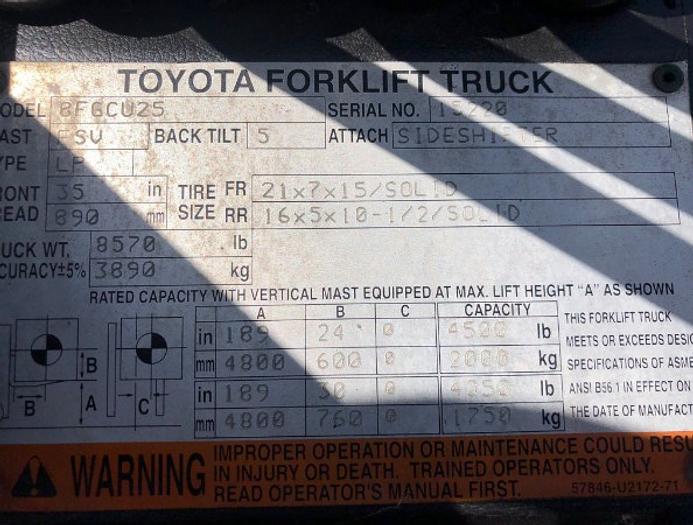 TOYOTA FORKLIFT TRUCK
ODEL 8FGCU25 SERIAL NO. 15220
AST FSV BACK TILT 5 ATTACH SIDESHIFTER
YPE LP
RONT 35 in TIRE FR 21x7x15/SOLID
READ 890 mm SIZE RR 16x5x10-1/2/SOLID
RUCK WT. 8570 lb
CURACY±5% 3890 kg
RATED CAPACITY WITH VERTICAL MAST EQUIPPED AT MAX. LIFT HEIGHT "A" AS SHOWN
A B C CAPACITY
in 189 24 0 4500 lb
mm 4800 600 0 2000 kg
in 189 30 0 lb
mm 4800 760 0 1750 kg
B B A C
THIS FORKLIFT TRUCK
MEETS OR EXCEEDS DESIG
SPECIFICATIONS OF ASME
ANSI B56.1 IN EFFECT ON
THE DATE OF MANUFACT
WARNING
IMPROPER OPERATION OR MAINTENANCE COULD RESU
IN INJURY OR DEATH. TRAINED OPERATORS ONLY.
READ OPERATOR'S MANUAL FIRST. 57846-U2172-71